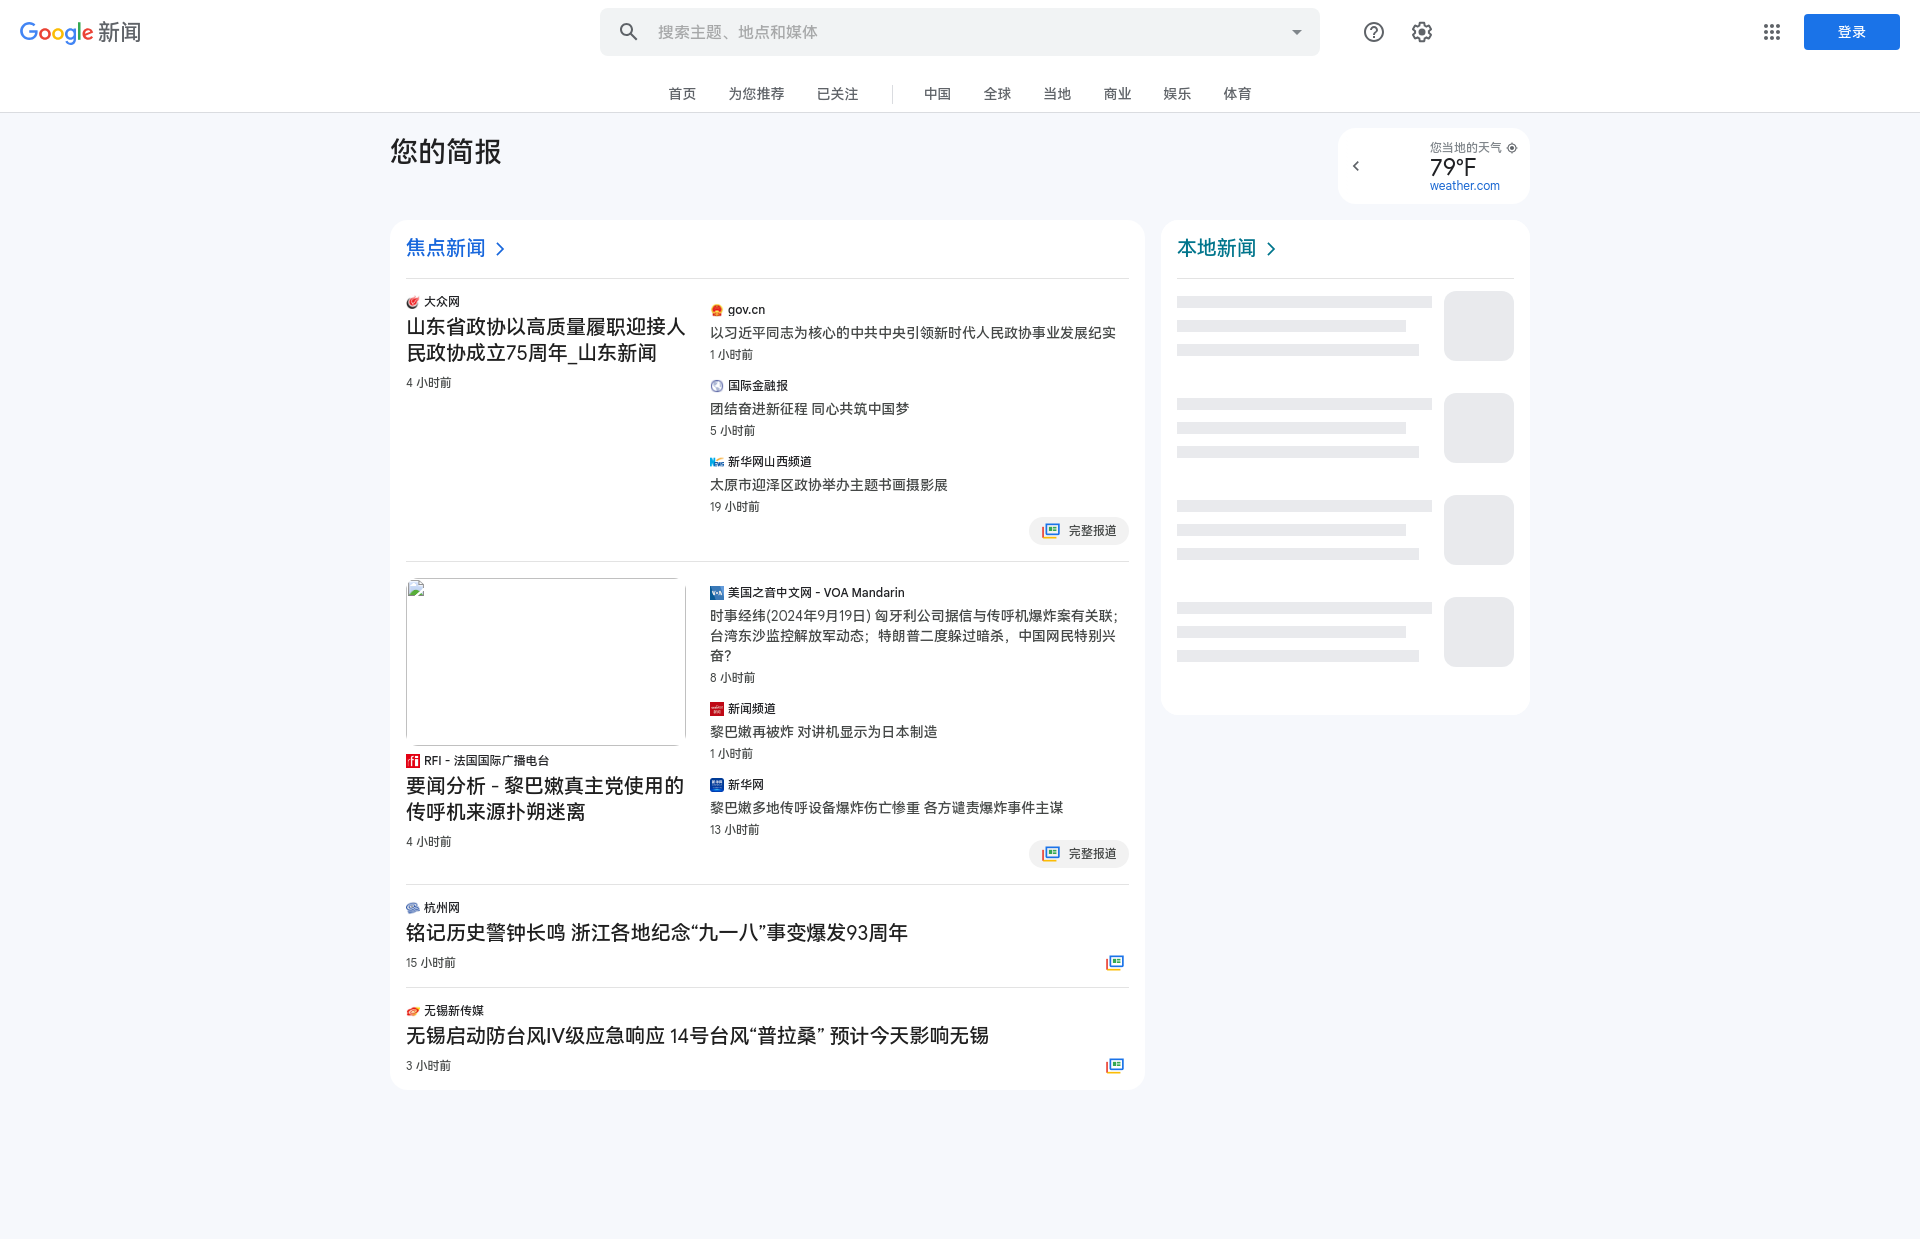 Google 新闻
搜索主题、地点和媒体
登录
首页
为您推荐
已关注
中国
全球
当地
商业
娱乐
体育
您的简报
您当地的天气
79°F
weather.com
焦点新闻
大众网
山东省政协以高质量履职迎接人
民政协成立75周年_山东新闻
4 小时前
gov.cn
以习近平同志为核心的中共中央引领新时代人民政协事业发展纪实
1 小时前
国际金融报
团结奋进新征程 同心共筑中国梦
5 小时前
新华网山西频道
太原市迎泽区政协举办主题书画摄影展
19 小时前
完整报道
RFI - 法国国际广播电台
要闻分析 - 黎巴嫩真主党使用的
传呼机来源扑朔迷离
4 小时前
美国之音中文网 - VOA Mandarin
时事经纬(2024年9月19日) 匈牙利公司据信与传呼机爆炸案有关联；
台湾东沙监控解放军动态；特朗普二度躲过暗杀，中国网民特别兴
奋?
8 小时前
新闻频道
黎巴嫩再被炸 对讲机显示为日本制造
1 小时前
新华网
黎巴嫩多地传呼设备爆炸伤亡惨重 各方谴责爆炸事件主谋
13 小时前
完整报道
杭州网
铭记历史警钟长鸣 浙江各地纪念“九一八”事变爆发93周年
15 小时前
无锡新传媒
无锡启动防台风IV级应急响应 14号台风“普拉桑” 预计今天影响无锡
3 小时前
本地新闻